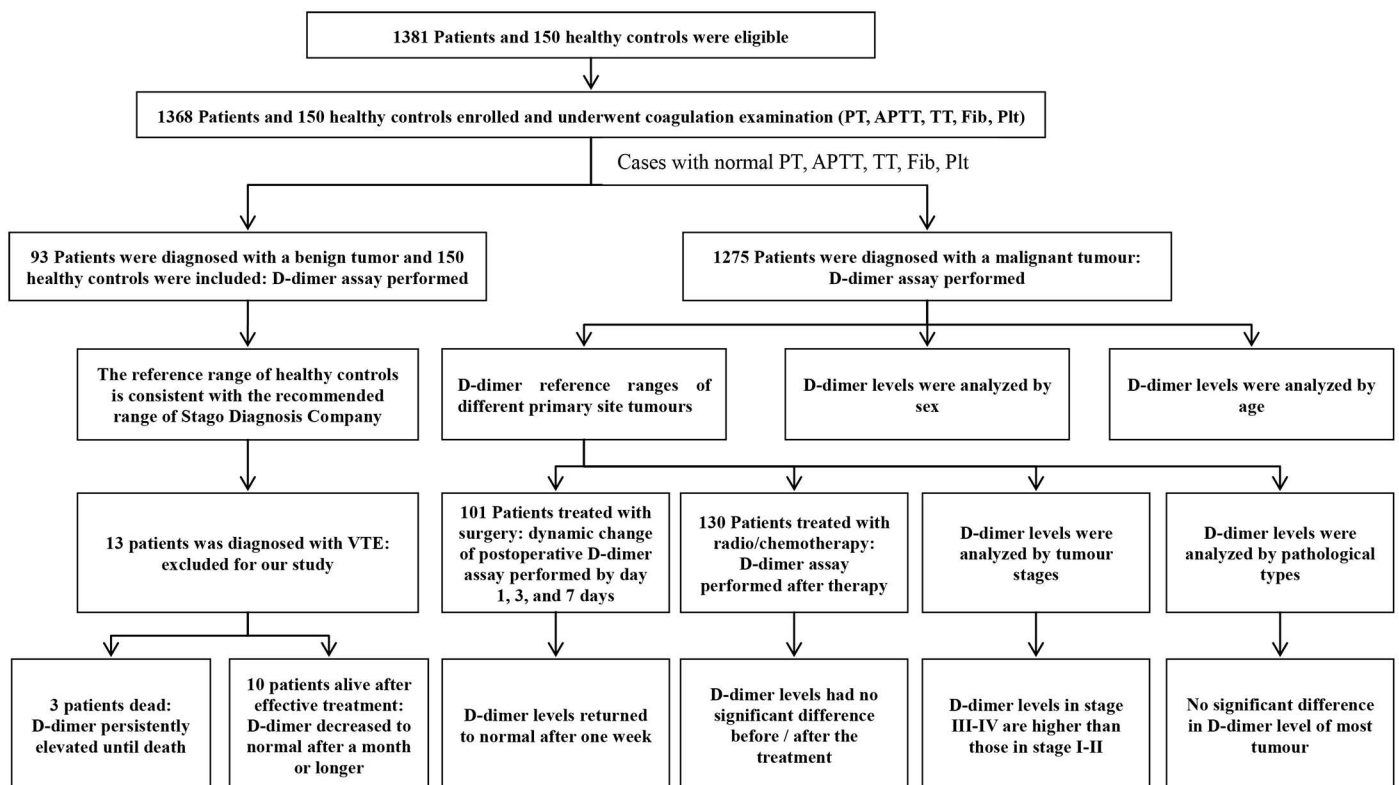 1381 Patients and 150 healthy controls were eligible
1368 Patients and 150 healthy controls enrolled and underwent coagulation examination (PT, APTT, TT, Fib, Plt)
Cases with normal PT, APTT, TT, Fib, Plt
93 Patients were diagnosed with a benign tumor and 150
healthy controls were included: D-dimer assay performed
1275 Patients were diagnosed with a malignant tumour:
D-dimer assay performed
The reference range of healthy controls
is consistent with the recommended
range of Stago Diagnosis Company
D-dimer reference ranges of
different primary site tumours
D-dimer levels were analyzed by
sex
D-dimer levels were analyzed by
age
13 patients was diagnosed with VTE:
excluded for our study
101 Patients treated with
surgery: dynamic change
of postoperative D-dimer
assay performed by day
1, 3, and 7 days
130 Patients treated with
radio/chemotherapy:
D-dimer assay
performed after therapy
D-dimer levels were
analyzed by tumour
stages
D-dimer levels were
analyzed by pathological
types
3 patients dead:
D-dimer persistently
elevated until death
10 patients alive after
effective treatment:
D-dimer decreased to
normal after a month
or longer
D-dimer levels returned
to normal after one week
D-dimer levels had no
significant difference
before / after the
treatment
D-dimer levels in stage
III-IV are higher than
those in stage I-II
No significant difference
in D-dimer level of most
tumour